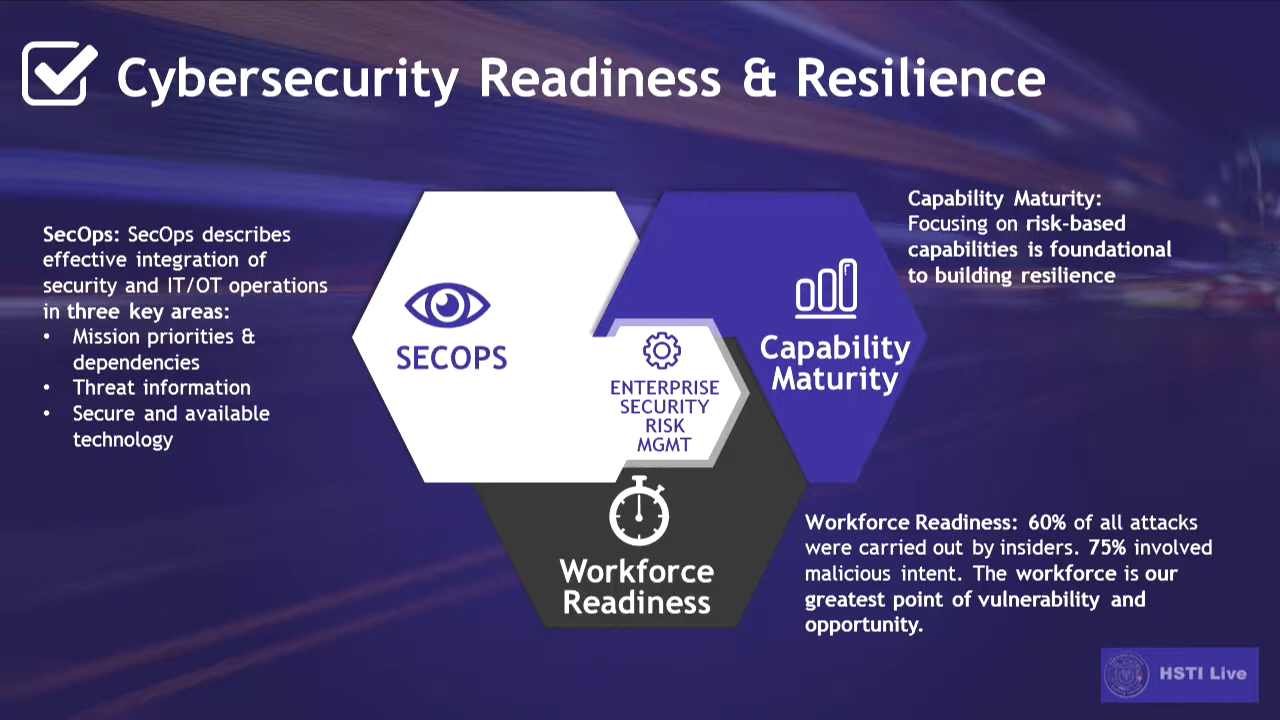 Cybersecurity Readiness & Resilience
SecOps: SecOps describes
effective integration of
security and IT/OT operations
in three key areas:
• Mission priorities &
dependencies
• Threat information
• Secure and available
technology
SECOPS
ENTERPRISE
SECURITY
RISK
MGMT
Capability
Maturity
Capability Maturity:
Focusing on risk-based
capabilities is foundational
to building resilience
Workforce
Readiness
Workforce Readiness: 60% of all attacks
were carried out by insiders. 75% involved
malicious intent. The workforce is our
greatest point of vulnerability and
opportunity.
HSTI Live